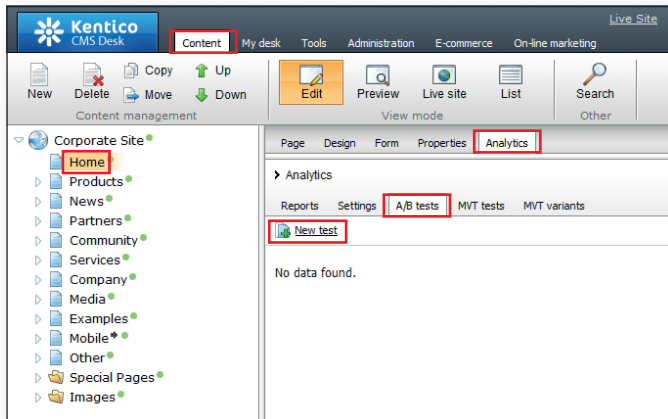 Live Site
Kentico
CMS Desk
Content My desk Tools Administration E-commerce On-line marketing
Copy Up
New Delete Move Down Edit Preview Live site List Search
Content management View mode Other
Corporate Site
Page Design Form Properties Analytics
Home
Products
Analytics
News
Reports Settings A/B tests MVT tests MVT variants
Partners
New test
Community
Services
No data found.
Company
Media
Examples
Mobile
Other
Special Pages
Images